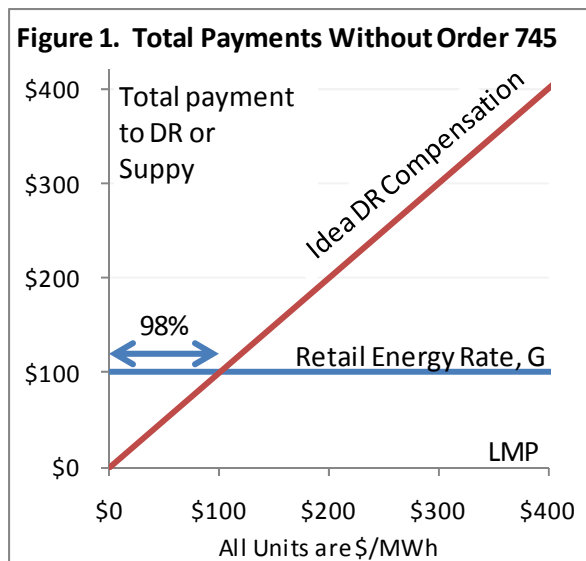 Figure 1.  Total Payments Without Order 745
$400
Total payment
to DR or
Suppy
$300
Idea DR Compensation
$200
98%
Retail Energy Rate, G
$100
LMP
$0
$0 $100 $200 $300 $400
All Units are $/MWh